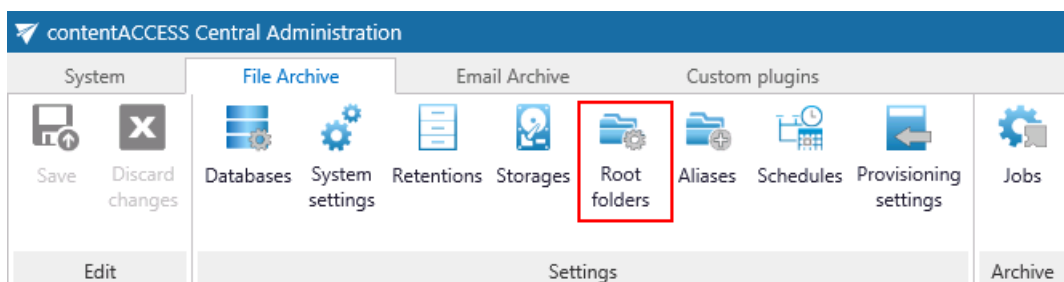 contentACCESS Central Administration
System File Archive Email Archive Custom plugins
Save Discard changes Databases System settings Retentions Storages Root folders Aliases Schedules Provisioning settings Jobs
Edit Settings Archive